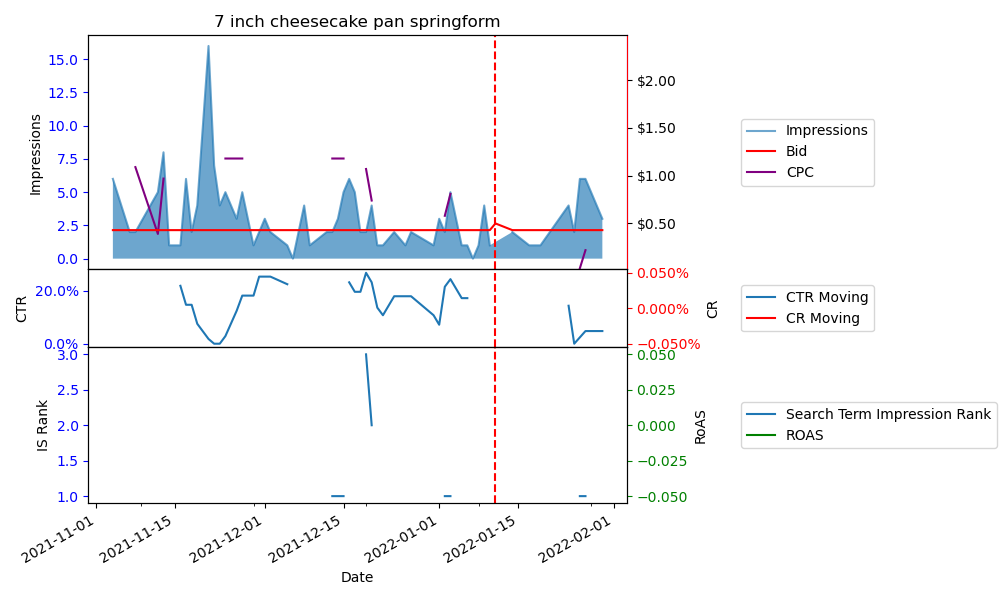 7 inch cheesecake pan springform
Impressions
15.0
12.5
10.0
7.5
5.0
2.5
0.0
$2.00
$1.50
$1.00
$0.50
Impressions
Bid
CPC
CTR
20.0%
0.0%
0.050%
0.000%
−0.050%
CR
CTR Moving
CR Moving
IS Rank
3.0
2.5
2.0
1.5
1.0
0.050
0.025
0.000
−0.025
−0.050
RoAS
Search Term Impression Rank
ROAS
2021-11-01
2021-11-15
2021-12-01
2021-12-15
2022-01-01
2022-01-15
2022-02-01
Date